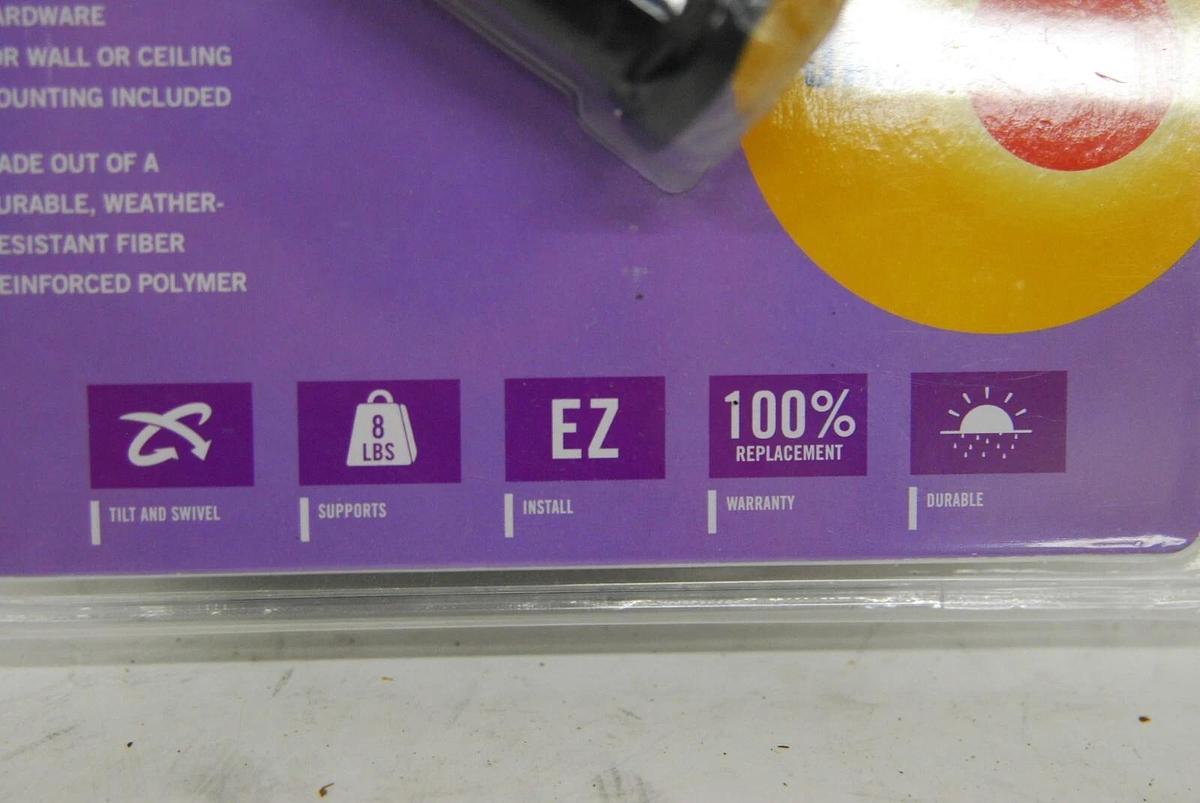 ARDWARE
OR WALL OR CEILING
OUNTING INCLUDED
ADE OUT OF A
URABLE, WEATHER-
ESISTANT FIBER
EINFORCED POLYMER
8
LBS
EZ
100%
REPLACEMENT
TILT AND SWIVEL
SUPPORTS
INSTALL
WARRANTY
DURABLE